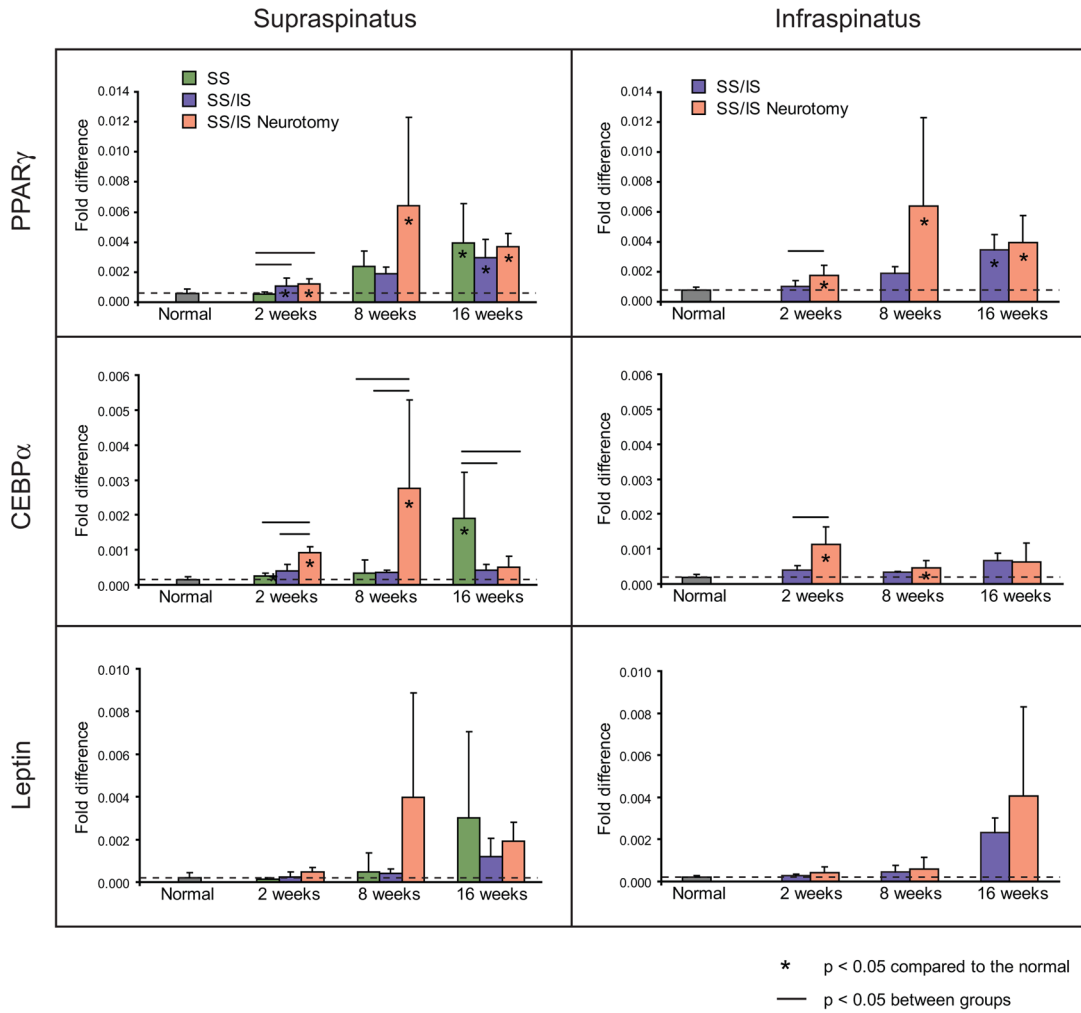 Supraspinatus
Infraspinatus
PPARγ
Fold difference
0.014
0.012
0.010
0.008
0.006
0.004
0.002
0.000
SS
SS/IS
SS/IS Neurotomy
* * * * * *
Normal 2 weeks 8 weeks 16 weeks
Fold difference
0.014
0.012
0.010
0.008
0.006
0.004
0.002
0.000
SS/IS
SS/IS Neurotomy
* * * *
Normal 2 weeks 8 weeks 16 weeks
CEBPα
Fold difference
0.006
0.005
0.004
0.003
0.002
0.001
0.000
* * * *
Normal 2 weeks 8 weeks 16 weeks
Fold difference
0.006
0.005
0.004
0.003
0.002
0.001
0.000
* *
Normal 2 weeks 8 weeks 16 weeks
Leptin
Fold difference
0.010
0.008
0.006
0.004
0.002
0.000
Normal 2 weeks 8 weeks 16 weeks
Fold difference
0.010
0.008
0.006
0.004
0.002
0.000
Normal 2 weeks 8 weeks 16 weeks
* p < 0.05 compared to the normal
p < 0.05 between groups